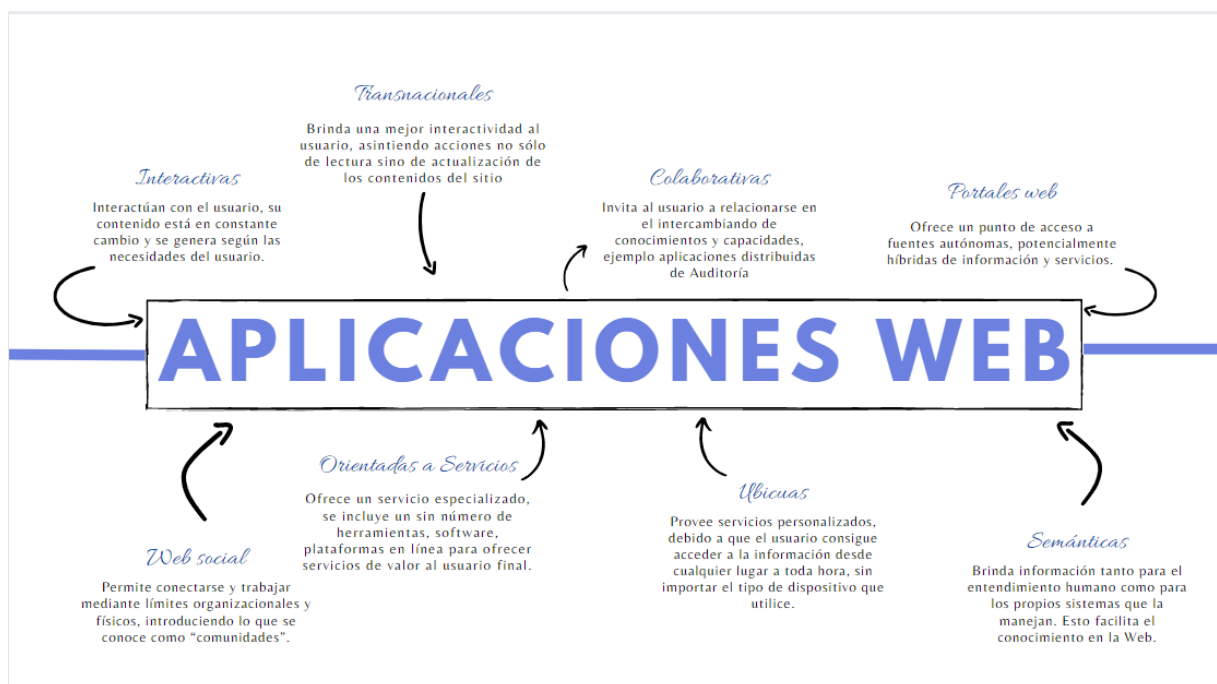 Transnacionales
Brinda una mejor interactividad al
usuario, asintiendo acciones no sólo
de lectura sino de actualización de
los contenidos del sitio
Interactivas
Interactúan con el usuario, su
contenido está en constante
cambio y se genera según las
necesidades del usuario.
Colaborativas
Invita al usuario a relacionarse en
el intercambiando de
conocimientos y capacidades,
ejemplo aplicaciones distribuidas
de Auditoría
Portales web
Ofrece un punto de acceso a
fuentes autónomas, potencialmente
híbridas de información y servicios.
APLICACIONES WEB
Web social
Permite conectarse y trabajar
mediante límites organizacionales y
físicos, introduciendo lo que se
conoce como “comunidades”.
Orientadas a Servicios
Ofrece un servicio especializado,
se incluye un sin número de
herramientas, software,
plataformas en línea para ofrecer
servicios de valor al usuario final.
Ubicuas
Provee servicios personalizados,
debido a que el usuario consigue
acceder a la información desde
cualquier lugar a toda hora, sin
importar el tipo de dispositivo que
utilice.
Semánticas
Brinda información tanto para el
entendimiento humano como para
los propios sistemas que la
manejan. Esto facilita el
conocimiento en la Web.